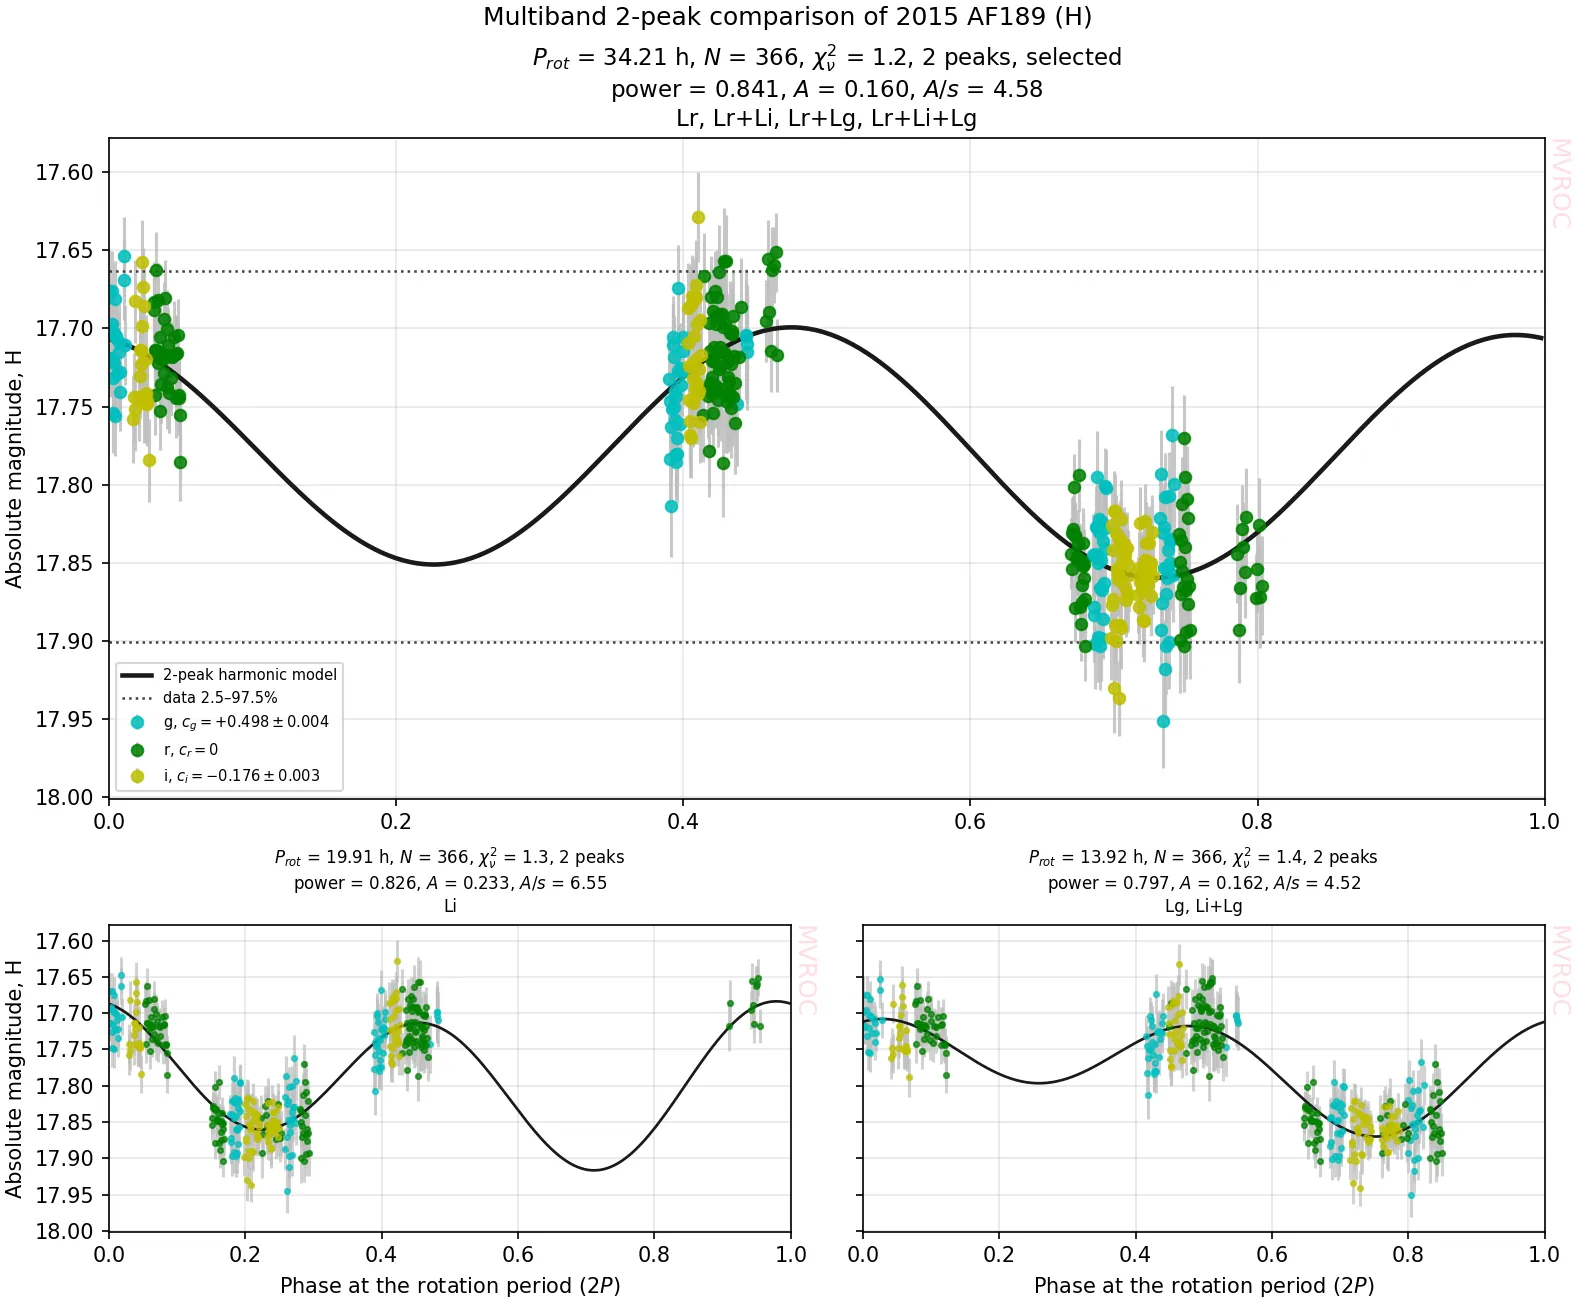 Multiband 2-peak comparison of 2015 AF189 (H)
P_rot = 34.21 h, N = 366, χ²_ν = 1.2, 2 peaks, selected
power = 0.841, A = 0.160, A/s = 4.58
Lr, Lr+Li, Lr+Lg, Lr+Li+Lg
MVROC
Absolute magnitude, H
17.60
17.65
17.70
17.75
17.80
17.85
17.90
17.95
18.00
2-peak harmonic model
data 2.5–97.5%
g, c_g = +0.498 ± 0.004
r, c_r = 0
i, c_i = −0.176 ± 0.003
0.0 0.2 0.4 0.6 0.8 1.0
P_rot = 19.91 h, N = 366, χ²_ν = 1.3, 2 peaks
power = 0.826, A = 0.233, A/s = 6.55
Li
MVROC
Absolute magnitude, H
17.60
17.65
17.70
17.75
17.80
17.85
17.90
17.95
18.00
0.0 0.2 0.4 0.6 0.8 1.0
Phase at the rotation period (2P)
P_rot = 13.92 h, N = 366, χ²_ν = 1.4, 2 peaks
power = 0.797, A = 0.162, A/s = 4.52
Lg, Li+Lg
MVROC
0.0 0.2 0.4 0.6 0.8 1.0
Phase at the rotation period (2P)